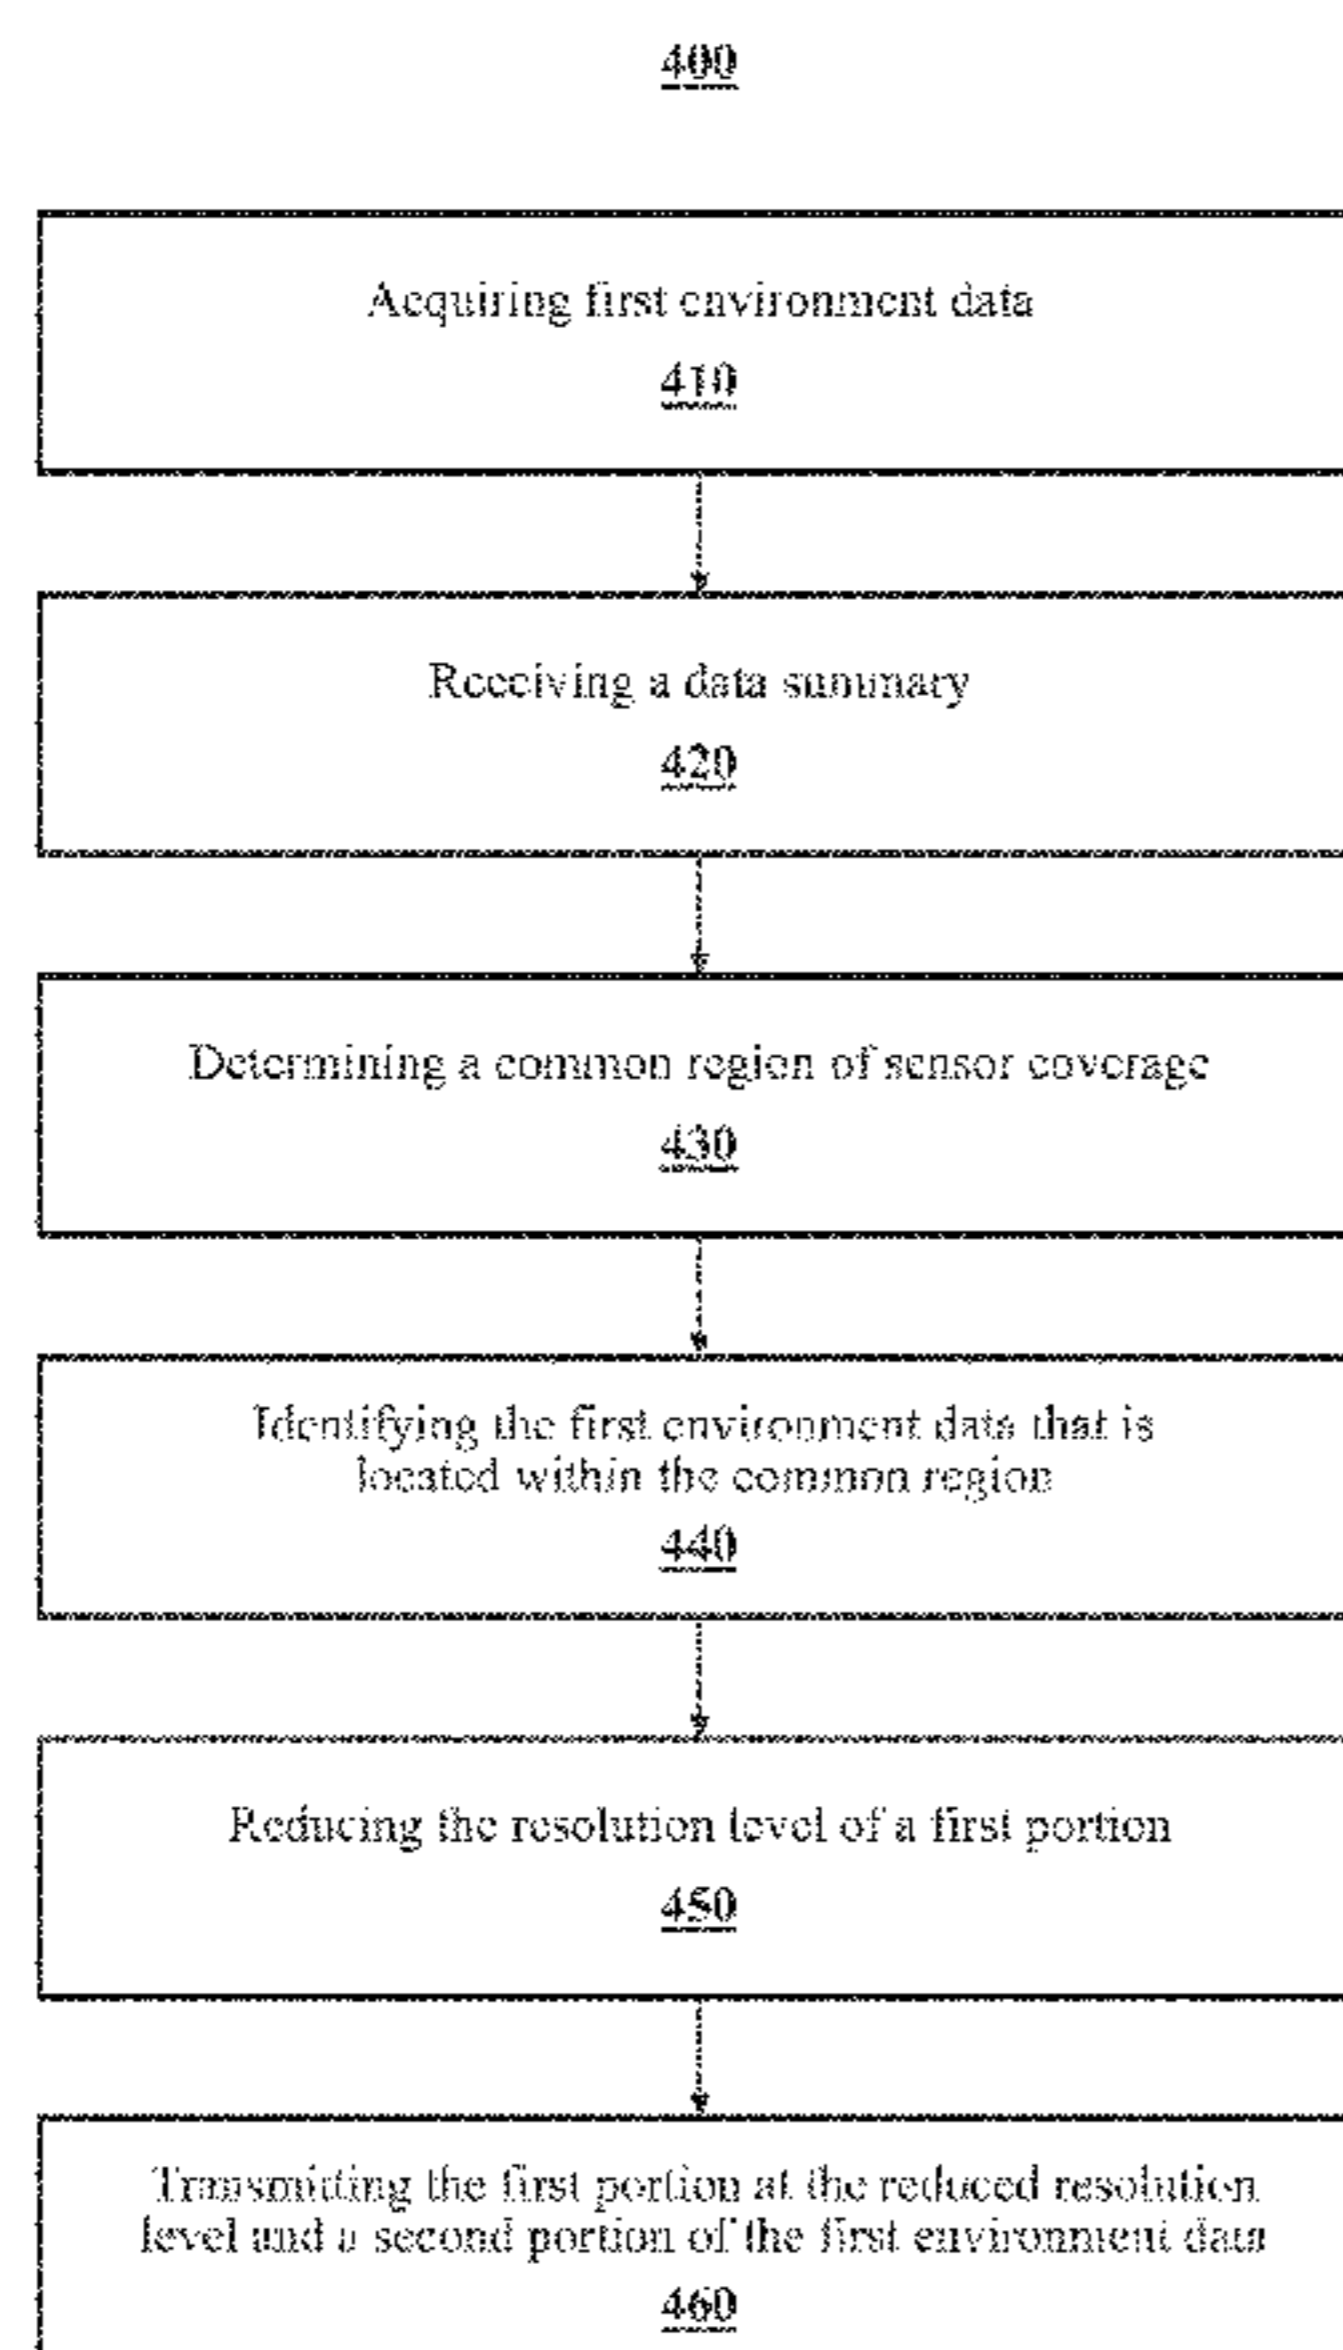 400
Acquiring first environment data
410
Receiving a data summary
420
Determining a common region of sensor coverage
430
Identifying the first environment data that is
located within the common region
440
Reducing the resolution level of a first portion
450
Transmitting the first portion at the reduced resolution
level and a second portion of the first environment data
460